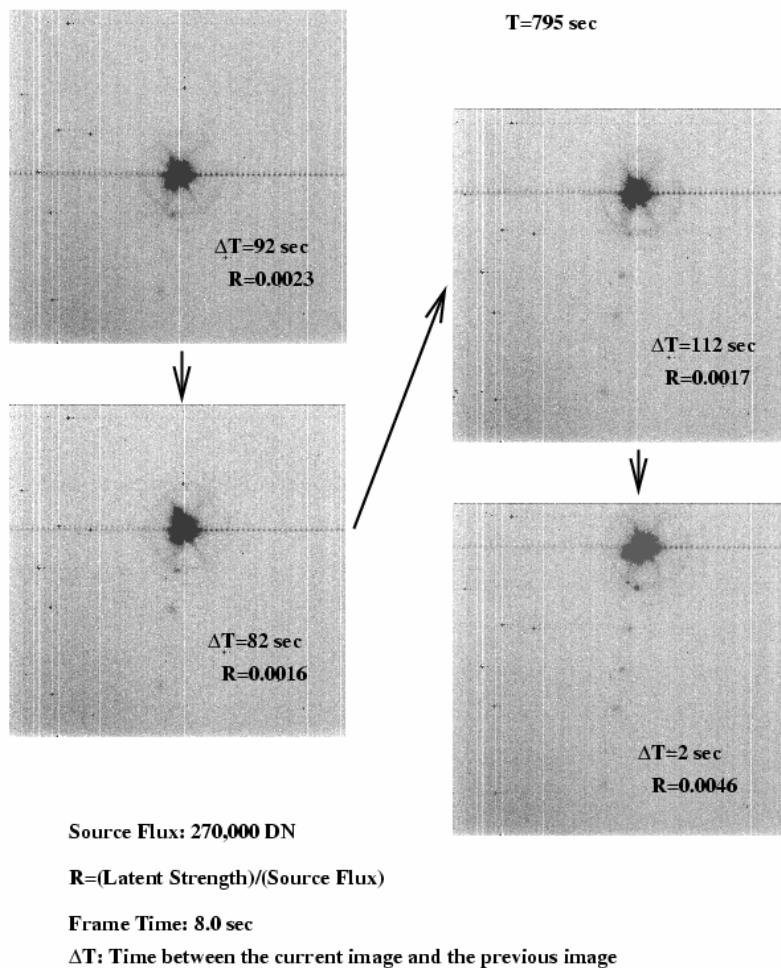 T=795 sec
ΔT=92 sec
R=0.0023
ΔT=82 sec
R=0.0016
ΔT=112 sec
R=0.0017
ΔT=2 sec
R=0.0046
Source Flux: 270,000 DN
R=(Latent Strength)/(Source Flux)
Frame Time: 8.0 sec
ΔT: Time between the current image and the previous image